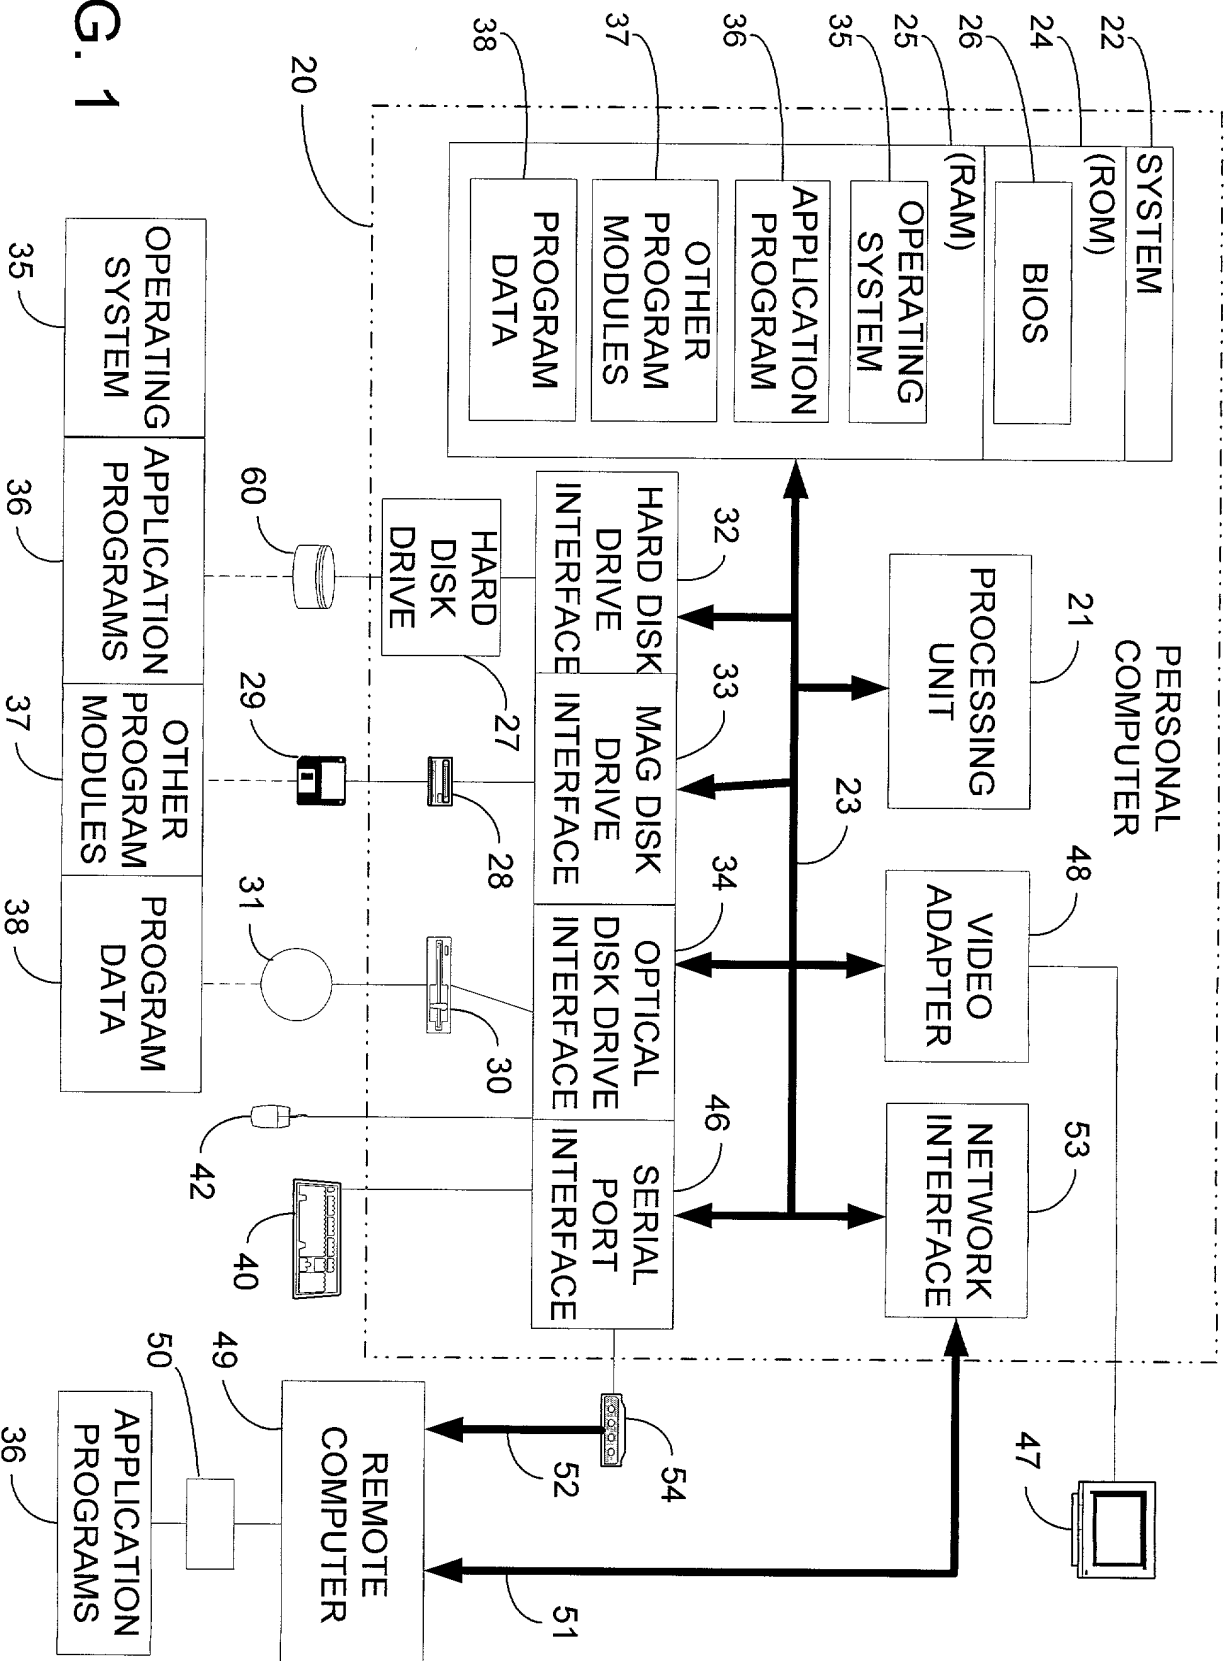 PERSONAL
COMPUTER
22
SYSTEM
24
(ROM)
26
BIOS
25
(RAM)
35
OPERATING
SYSTEM
36
APPLICATION
PROGRAM
37
OTHER
PROGRAM
MODULES
38
PROGRAM
DATA
20
21
PROCESSING
UNIT
48
VIDEO
ADAPTER
53
NETWORK
INTERFACE
47
23
32
HARD DISK
DRIVE
INTERFACE
33
MAG DISK
DRIVE
INTERFACE
34
OPTICAL
DISK DRIVE
INTERFACE
46
SERIAL
PORT
INTERFACE
54
HARD
DISK
DRIVE
27
28
30
52
51
60
29
31
42
40
49
REMOTE
COMPUTER
50
OPERATING
SYSTEM
35
APPLICATION
PROGRAMS
36
OTHER
PROGRAM
MODULES
37
PROGRAM
DATA
38
APPLICATION
PROGRAMS
36
G. 1